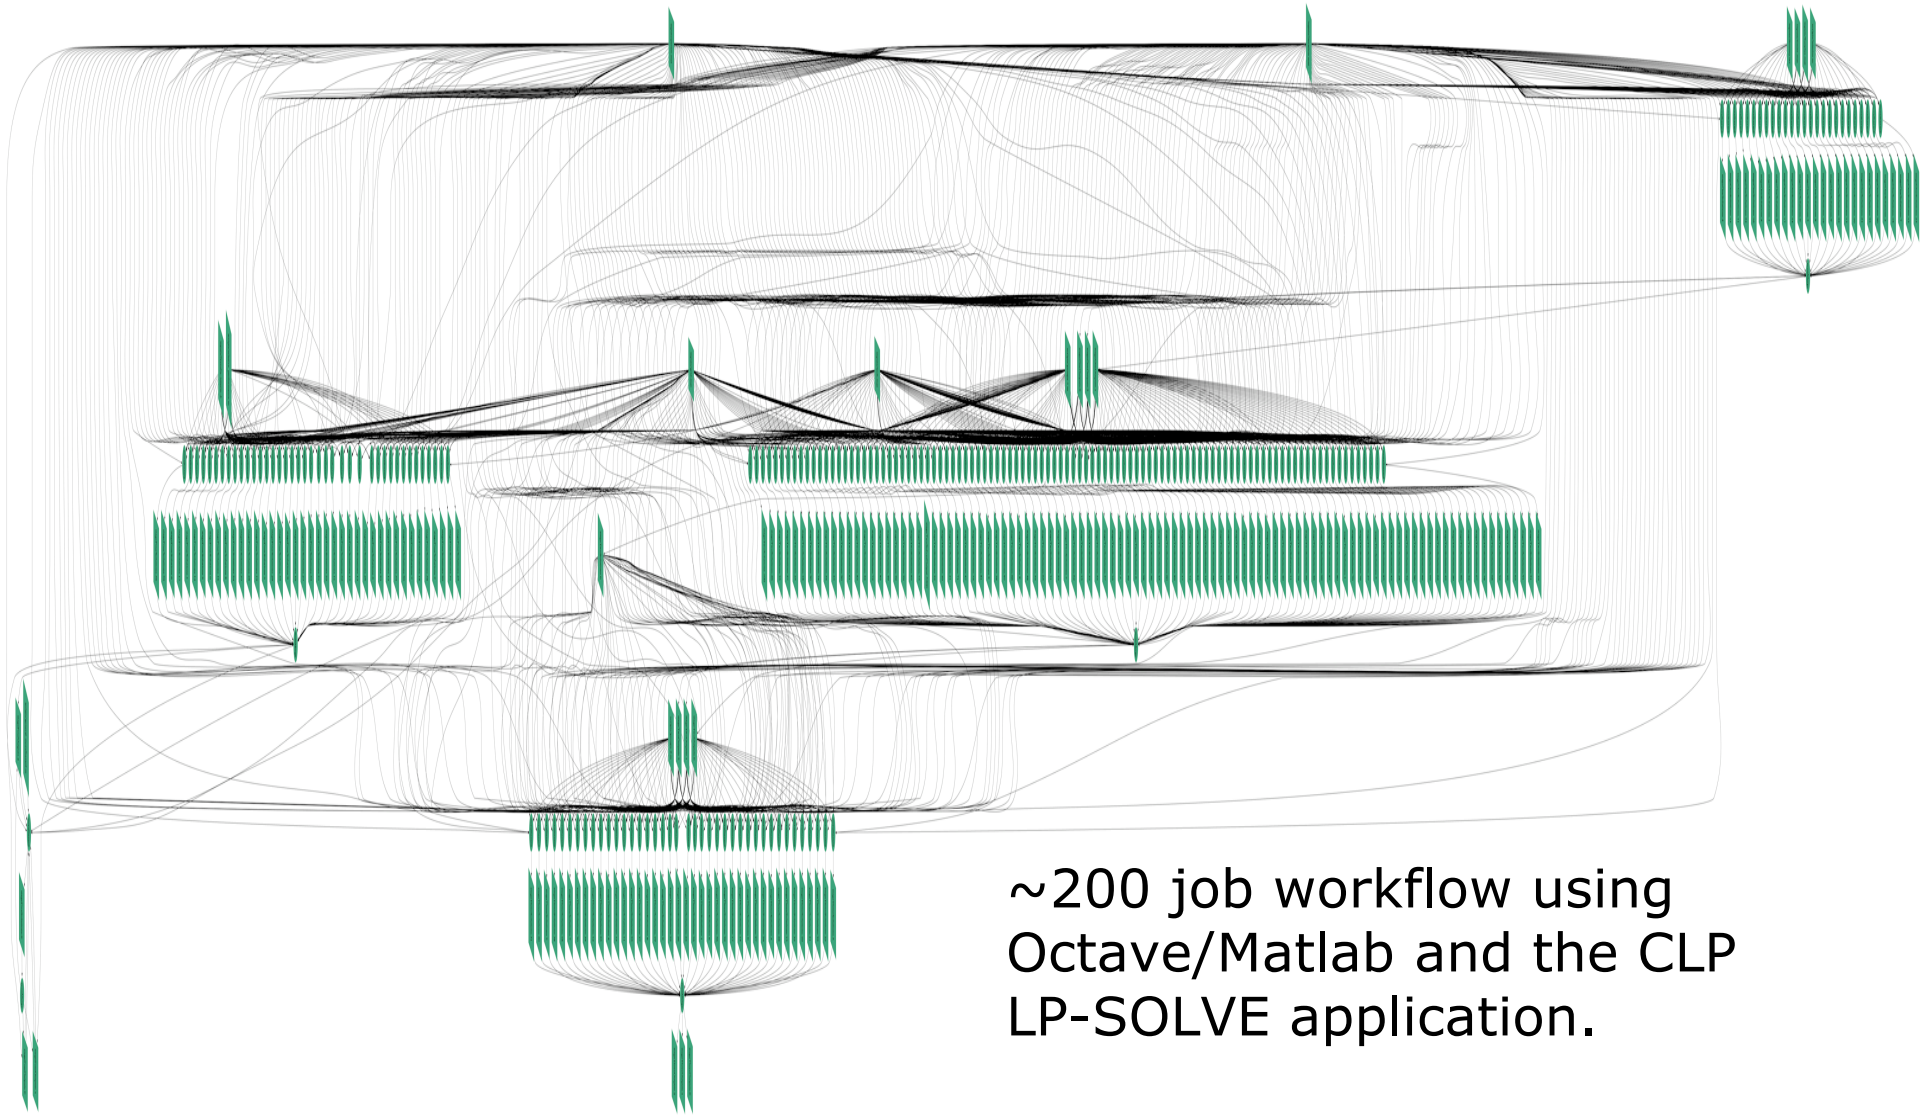 ~200 job workflow using
Octave/Matlab and the CLP
LP-SOLVE application.